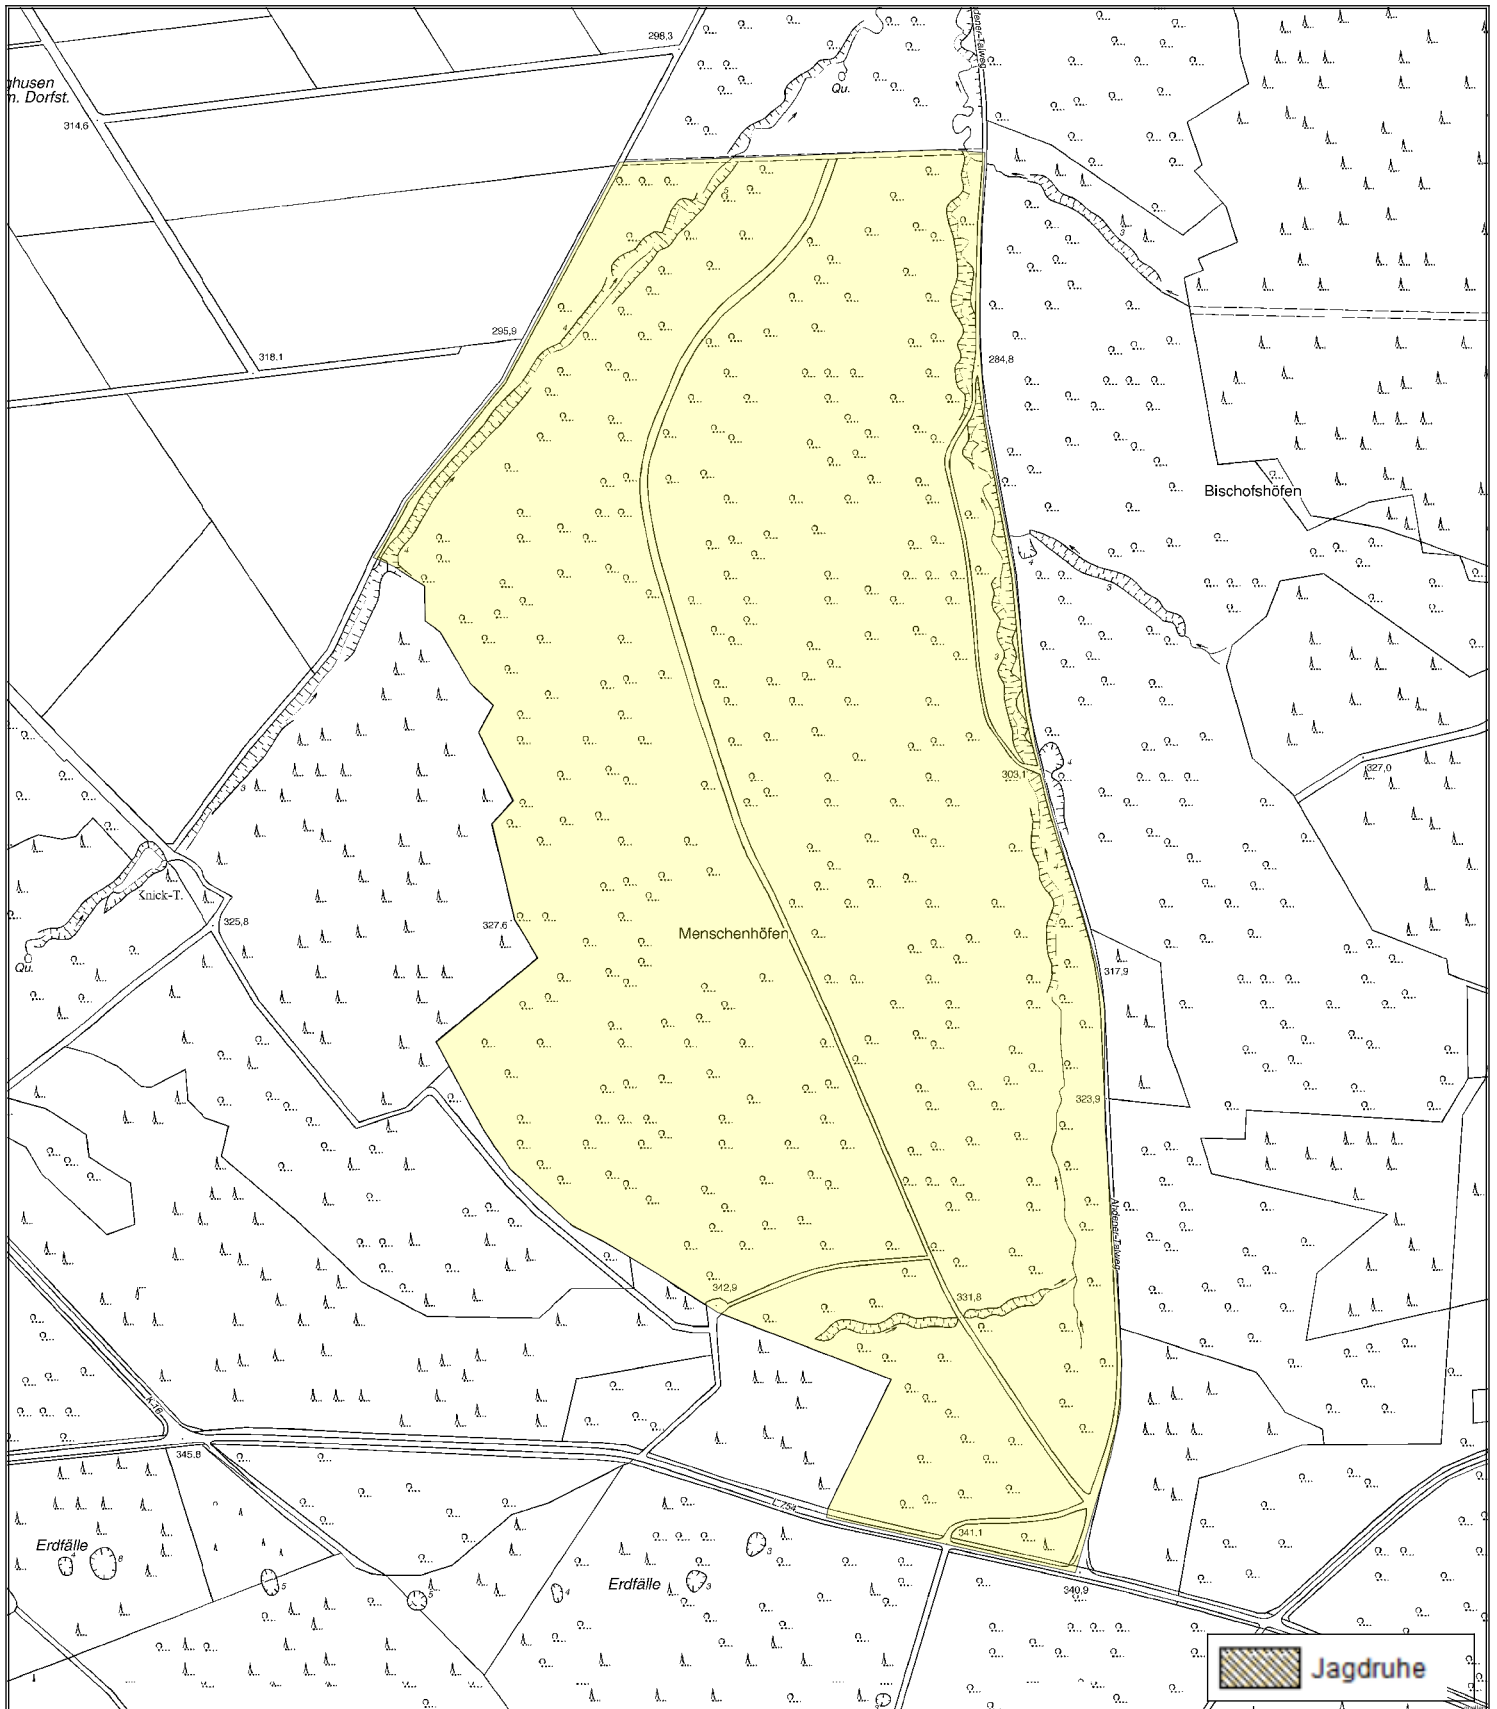 298,3
Qu.
ghusen
m. Dorfst.
314,6
295,9
318.1
284,8
Bischofshöfen
303,1
327,0
Knick-T.
325,8
327.6
Menschenhöfen
Qu.
317,9
323,9
342,9
331,8
K 16
345.8
L 754
341.1
Erdfälle
Erdfälle
340,9
Jagdruhe